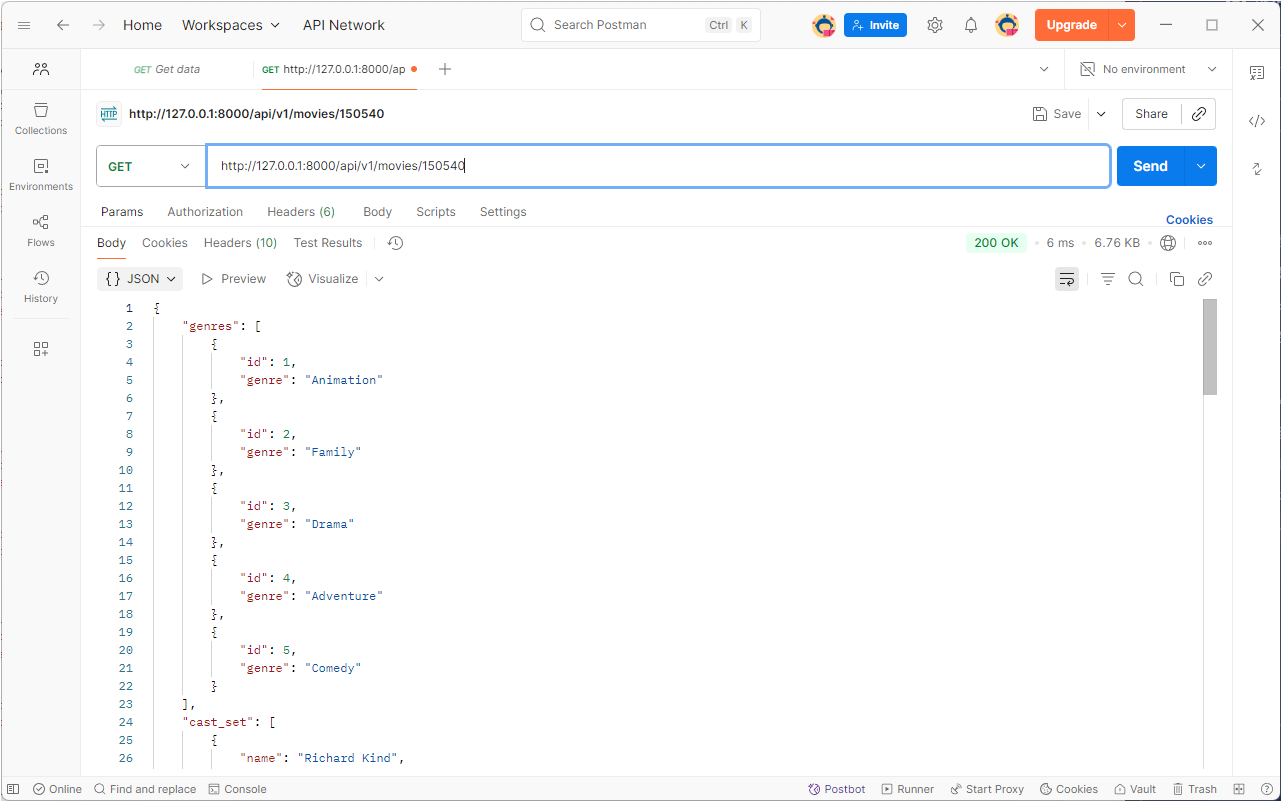 Home Workspaces API Network Search Postman Ctrl K Invite Upgrade
GET Get data GET http://127.0.0.1:8000/ap No environment
HTTP http://127.0.0.1:8000/api/v1/movies/150540 Save Share
Collections
Environments
Flows
History
GET http://127.0.0.1:8000/api/v1/movies/150540 Send
Params Authorization Headers (6) Body Scripts Settings
Cookies
Body Cookies Headers (10) Test Results 200 OK • 6 ms • 6.76 KB •
{} JSON Preview Visualize
1 {
2 "genres": [
3 {
4 "id": 1,
5 "genre": "Animation"
6 },
7 {
8 "id": 2,
9 "genre": "Family"
10 },
11 {
12 "id": 3,
13 "genre": "Drama"
14 },
15 {
16 "id": 4,
17 "genre": "Adventure"
18 },
19 {
20 "id": 5,
21 "genre": "Comedy"
22 }
23 ],
24 "cast_set": [
25 {
26 "name": "Richard Kind",
Online Find and replace Console Postbot Runner Start Proxy Cookies Vault Trash